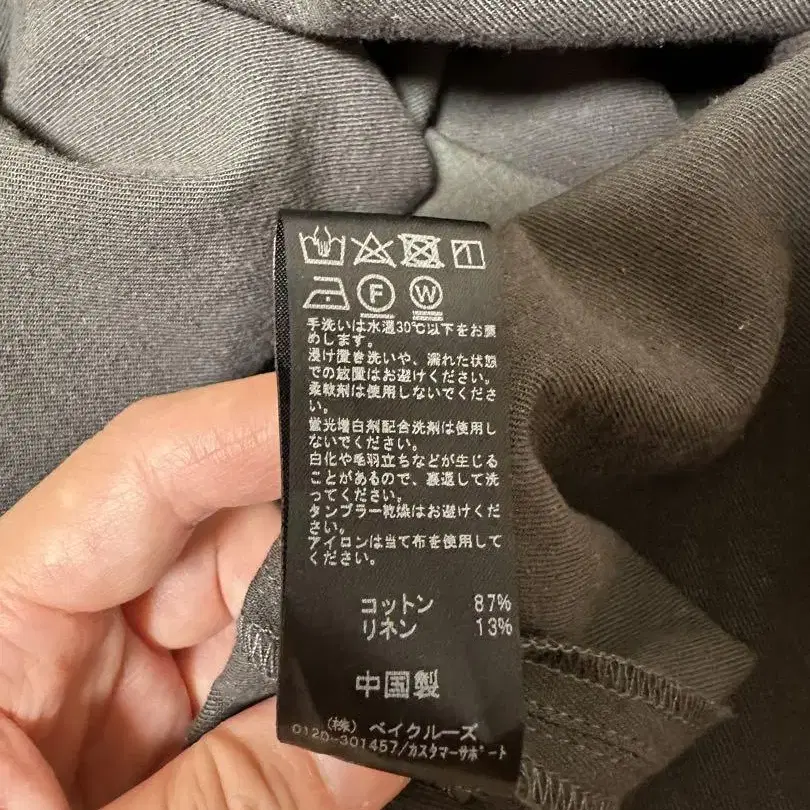 F W
手洗いは水温30℃以下をお薦
めします。
浸け置き洗いや、濡れた状態
での放置はお避けください。
柔軟剤は使用しないでくださ
い。
蛍光増白剤配合洗剤は使用し
ないでください。
白化や毛羽立ちなどが生じる
ことがあるので、裏返して洗
ってください。
タンブラー乾燥はお避けくだ
さい。
アイロンは当て布を使用して
ください。
コットン 87%
リネン 13%
中国製
(株) ベイクルーズ
0120-301457/カスタマーサポート